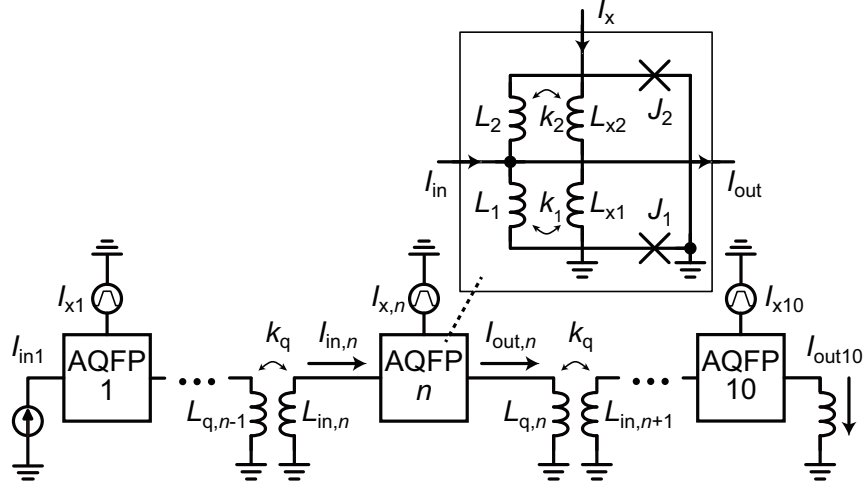 Ix
L2 k2 Lx2 J2
Iin Iout
L1 k1 Lx1 J1
Ix1 Ix,n Ix10
Iin1 AQFP 1 kq Iin,n AQFP n Iout,n kq AQFP 10 Iout10
Lq,n-1 Lin,n Lq,n Lin,n+1